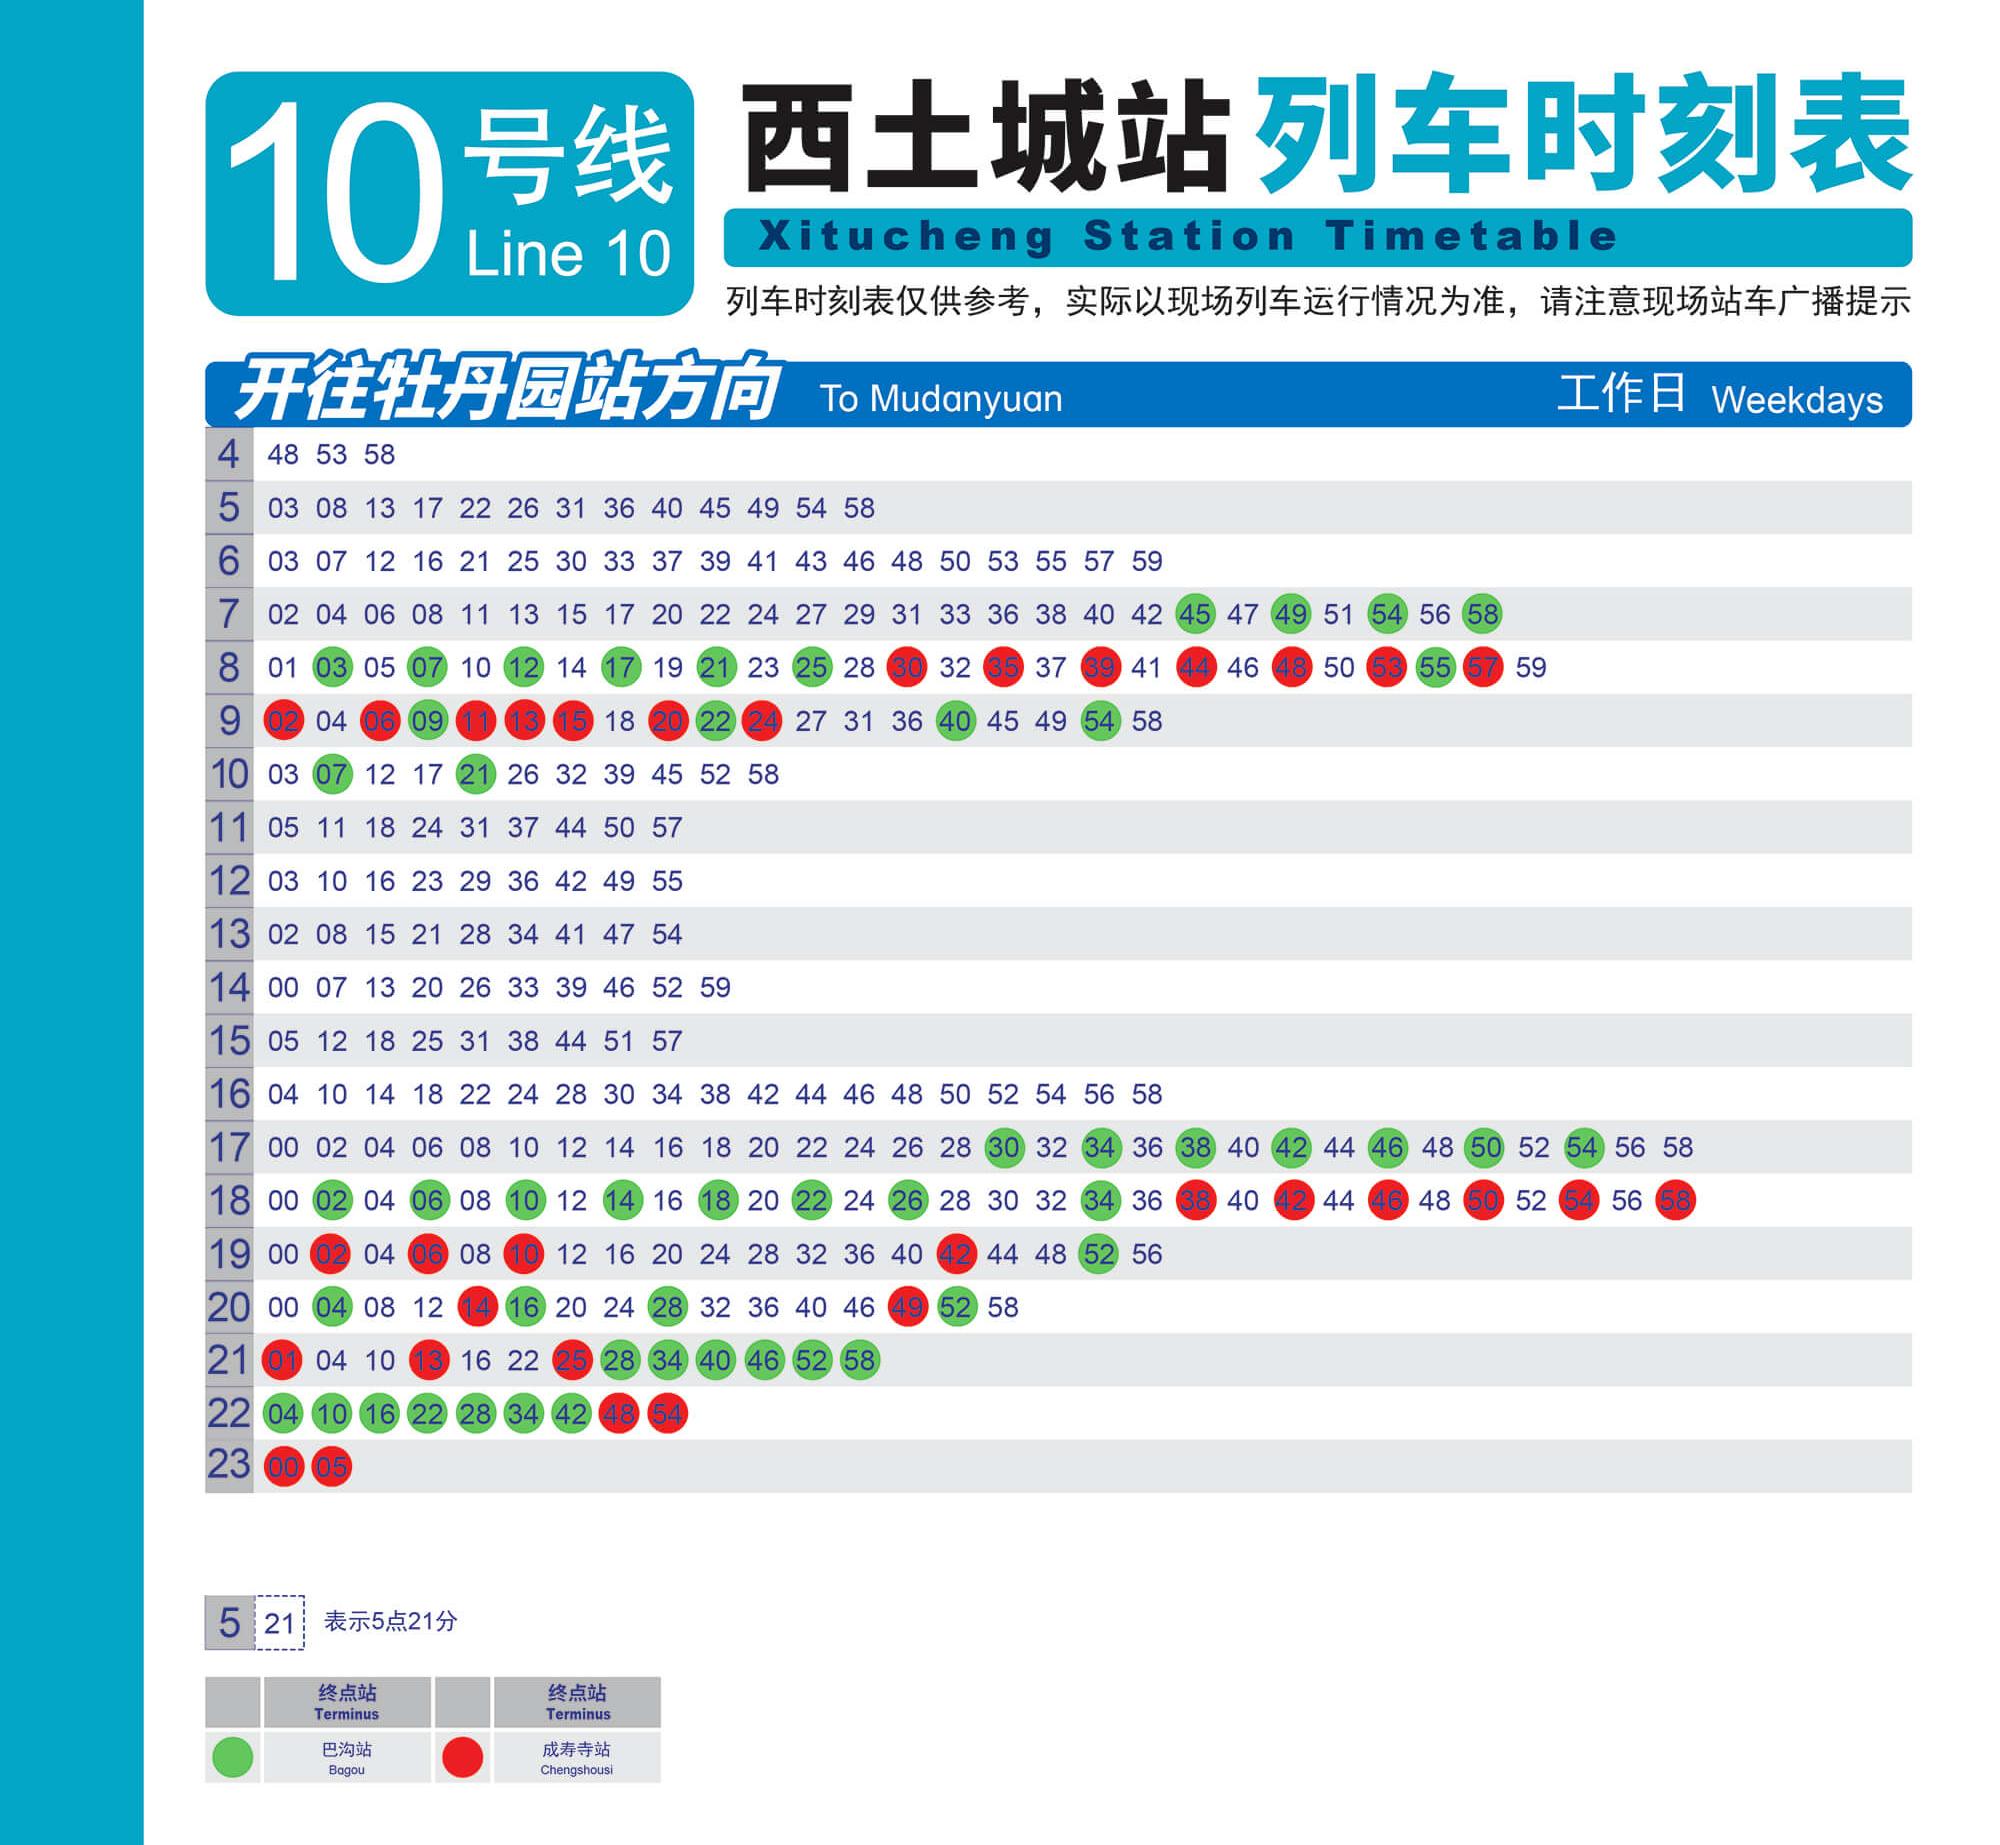 10号线
Line 10
西土城站列车时刻表
Xitucheng Station Timetable
列车时刻表仅供参考，实际以现场列车运行情况为准，请注意现场站车广播提示
开往牡丹园站方向 To Mudanyuan 工作日 Weekdays
4 48 53 58
5 03 08 13 17 22 26 31 36 40 45 49 54 58
6 03 07 12 16 21 25 30 33 37 39 41 43 46 48 50 53 55 57 59
7 02 04 06 08 11 13 15 17 20 22 24 27 29 31 33 36 38 40 42 45 47 49 51 54 56 58
8 01 03 05 07 10 12 14 17 19 21 23 25 28 30 32 35 37 39 41 44 46 48 50 53 55 57 59
9 02 04 06 09 11 13 15 18 20 22 24 27 31 36 40 45 49 54 58
10 03 07 12 17 21 26 32 39 45 52 58
11 05 11 18 24 31 37 44 50 57
12 03 10 16 23 29 36 42 49 55
13 02 08 15 21 28 34 41 47 54
14 00 07 13 20 26 33 39 46 52 59
15 05 12 18 25 31 38 44 51 57
16 04 10 14 18 22 24 28 30 34 38 42 44 46 48 50 52 54 56 58
17 00 02 04 06 08 10 12 14 16 18 20 22 24 26 28 30 32 34 36 38 40 42 44 46 48 50 52 54 56 58
18 00 02 04 06 08 10 12 14 16 18 20 22 24 26 28 30 32 34 36 38 40 42 44 46 48 50 52 54 56 58
19 00 02 04 06 08 10 12 16 20 24 28 32 36 40 42 44 48 52 56
20 00 04 08 12 14 16 20 24 28 32 36 40 46 49 52 58
21 01 04 10 13 16 22 25 28 34 40 46 52 58
22 04 10 16 22 28 34 42 48 54
23 00 05
5 21 表示5点21分
终点站 终点站
Terminus Terminus
巴沟站 成寿寺站
Bagou Chengshousi